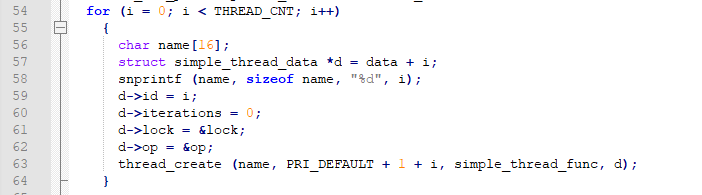 54 for (i = 0; i < THREAD_CNT; i++)
55 {
56 char name[16];
57 struct simple_thread_data *d = data + i;
58 snprintf (name, sizeof name, "%d", i);
59 d->id = i;
60 d->iterations = 0;
61 d->lock = &lock;
62 d->op = &op;
63 thread_create (name, PRI_DEFAULT + 1 + i, simple_thread_func, d);
64 }